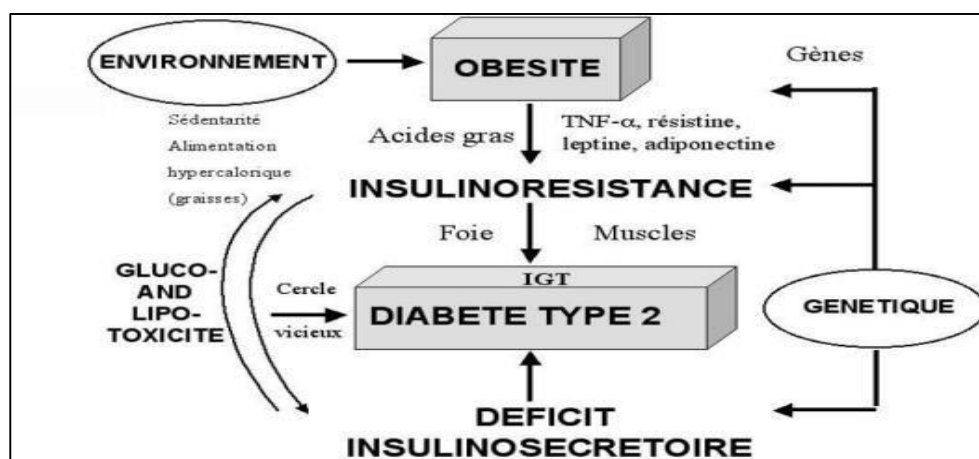 ENVIRONNEMENT
OBESITE
Gènes
Sédentarité
Alimentation
hypercalorique
(graisses)
Acides gras
TNF-α, résistine,
leptine, adiponectine
INSULINORESISTANCE
Foie
Muscles
GLUCO-
AND
LIPO-
TOXICITE
Cercle
vicieux
IGT
DIABETE TYPE 2
GENETIQUE
DEFICIT
INSULINOSECRETOIRE